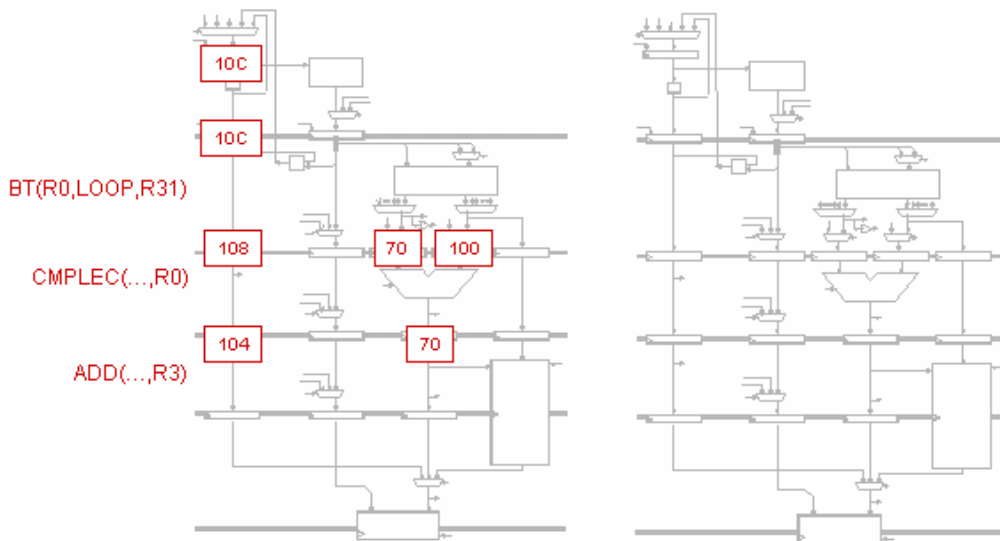 10C
10C
BT(R0,LOOP,R31)
108
70
100
CMPLEC(...,R0)
104
70
ADD(...,R3)